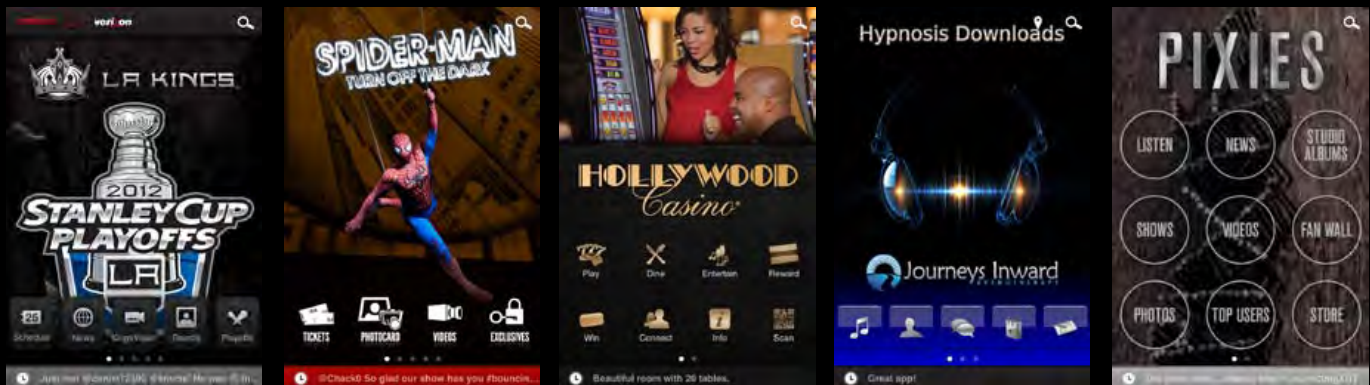 verizon
LA KINGS
2012
STANLEY CUP
PLAYOFFS
LA
25
Schedule
News
Playoffs
SPIDER-MAN
TURN OFF THE DARK
TICKETS
PHOTOCARD
VIDEOS
EXCLUSIVES
@Chack0 So glad our show has you #bouncin...
HOLLYWOOD
Casino
Play
Dine
Entertain
Reward
Win
Connect
Info
Scan
Beautiful room with 20 tables.
Hypnosis Downloads
Journeys Inward
Great app!
PIXIES
LISTEN
NEWS
STUDIO
ALBUMS
SHOWS
VIDEOS
FAN WALL
PHOTOS
TOP USERS
STORE